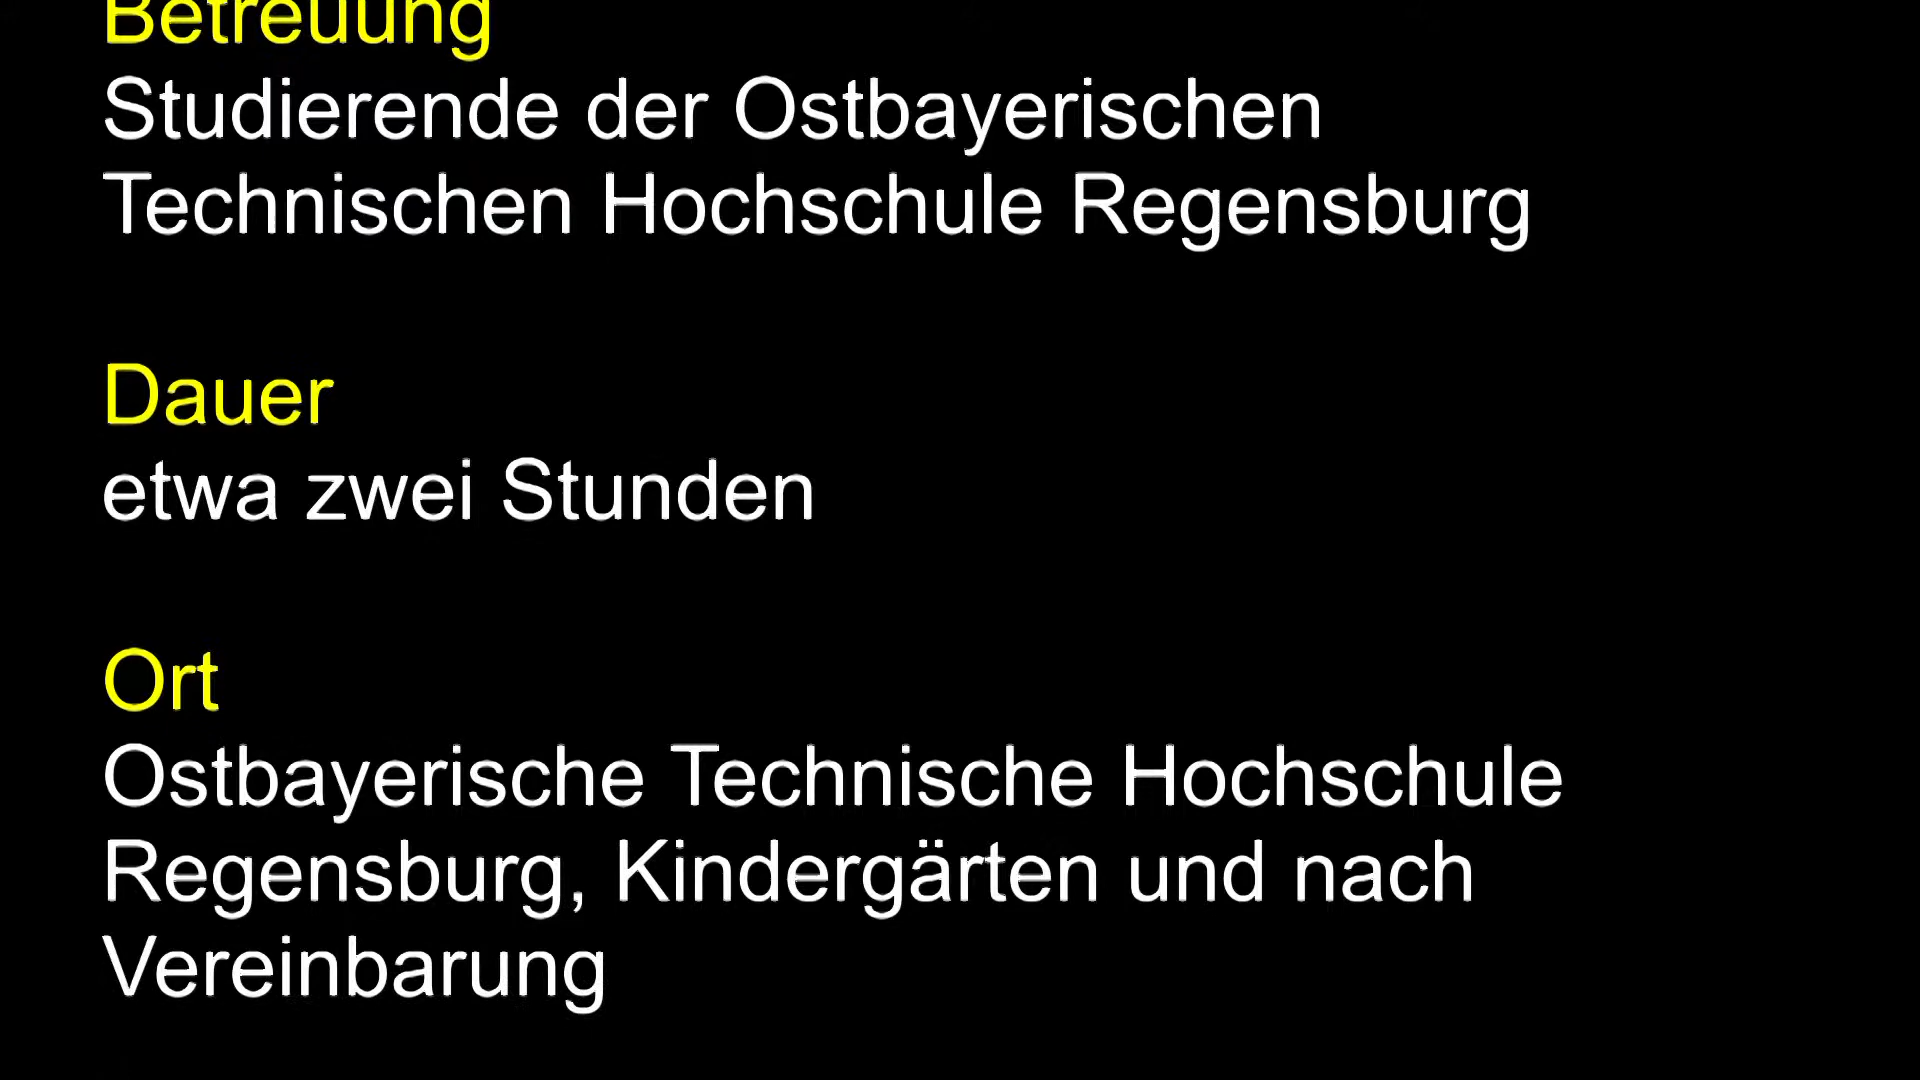 Betreuung
Studierende der Ostbayerischen
Technischen Hochschule Regensburg
Dauer
etwa zwei Stunden
Ort
Ostbayerische Technische Hochschule
Regensburg, Kindergärten und nach
Vereinbarung